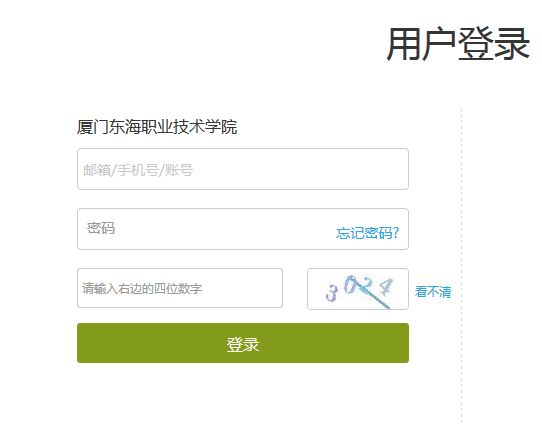 用户登录
厦门东海职业技术学院
邮箱/手机号/账号
密码
忘记密码?
请输入右边的四位数字
3024
看不清
登录